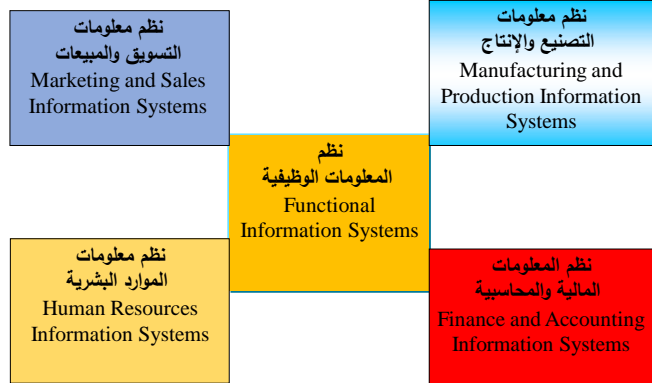 نظم معلومات
التسويق والمبيعات
Marketing and Sales
Information Systems
نظم معلومات
التصنيع والإنتاج
Manufacturing and
Production Information
Systems
نظم
المعلومات الوظيفية
Functional
Information Systems
نظم معلومات
الموارد البشرية
Human Resources
Information Systems
نظم المعلومات
المالية والمحاسبية
Finance and Accounting
Information Systems